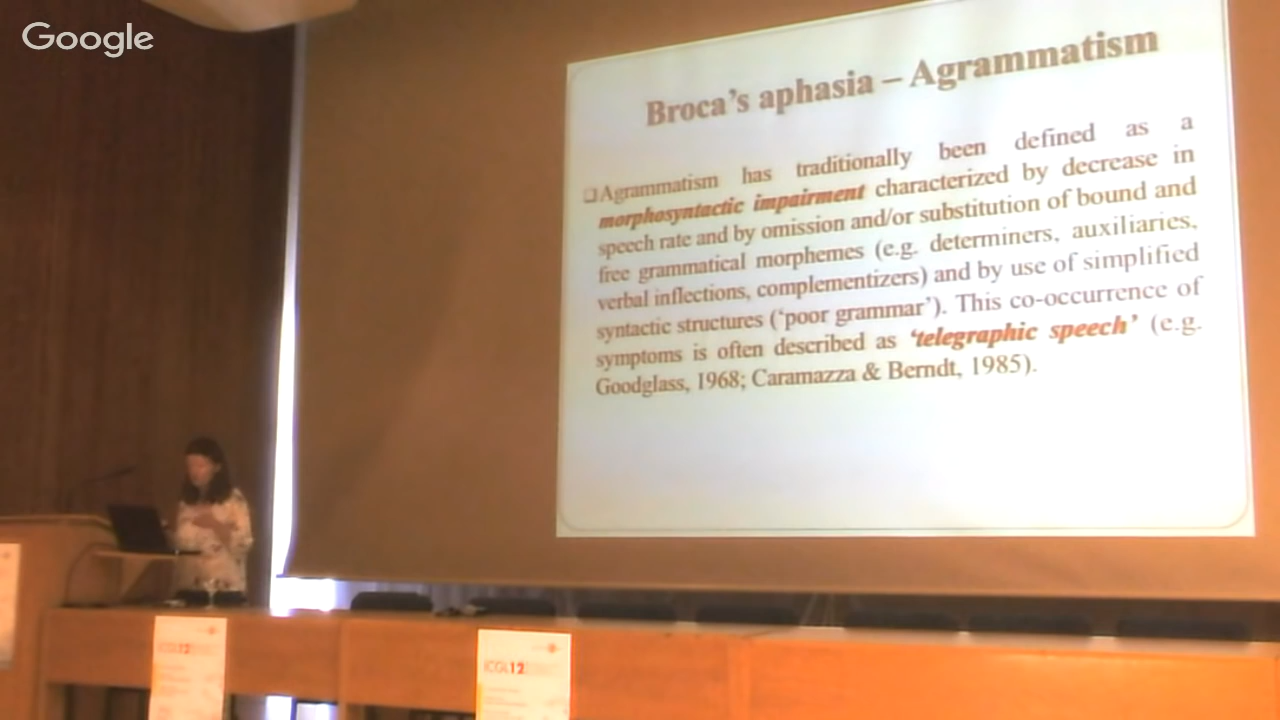 Google
Broca's aphasia – Agrammatism
❑Agrammatism has traditionally been defined as a
morphosyntactic impairment characterized by decrease in
speech rate and by omission and/or substitution of bound and
free grammatical morphemes (e.g. determiners, auxiliaries,
verbal inflections, complementizers) and by use of simplified
syntactic structures ('poor grammar'). This co-occurrence of
symptoms is often described as 'telegraphic speech' (e.g.
Goodglass, 1968; Caramazza & Berndt, 1985).
ICGL12
ICGL12